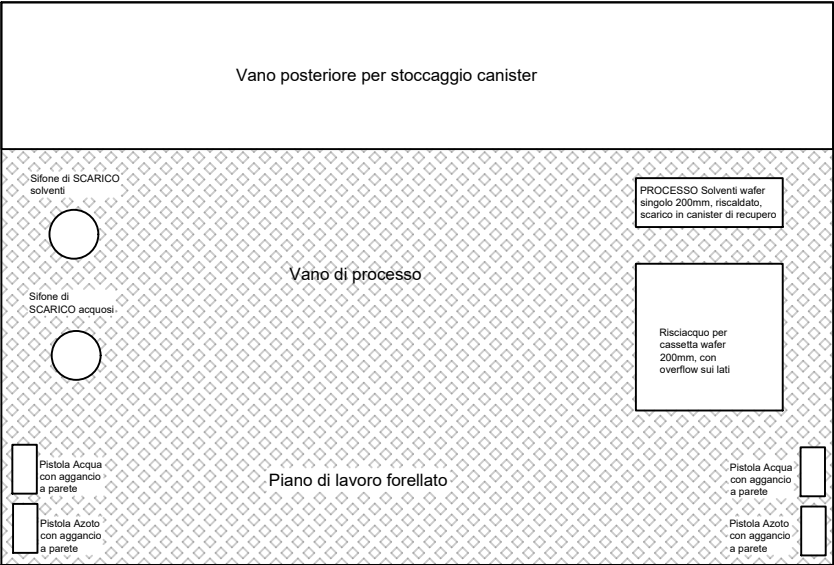 Vano posteriore per stoccaggio canister
Sifone di SCARICO
solventi
PROCESSO Solventi wafer
singolo 200mm, riscaldato,
scarico in canister di recupero
Vano di processo
Sifone di
SCARICO acquosi
Risciacquo per
cassetta wafer
200mm, con
overflow sui lati
Pistola Acqua
con aggancio
a parete
Piano di lavoro forellato
Pistola Acqua
con aggancio
a parete
Pistola Azoto
con aggancio
a parete
Pistola Azoto
con aggancio
a parete